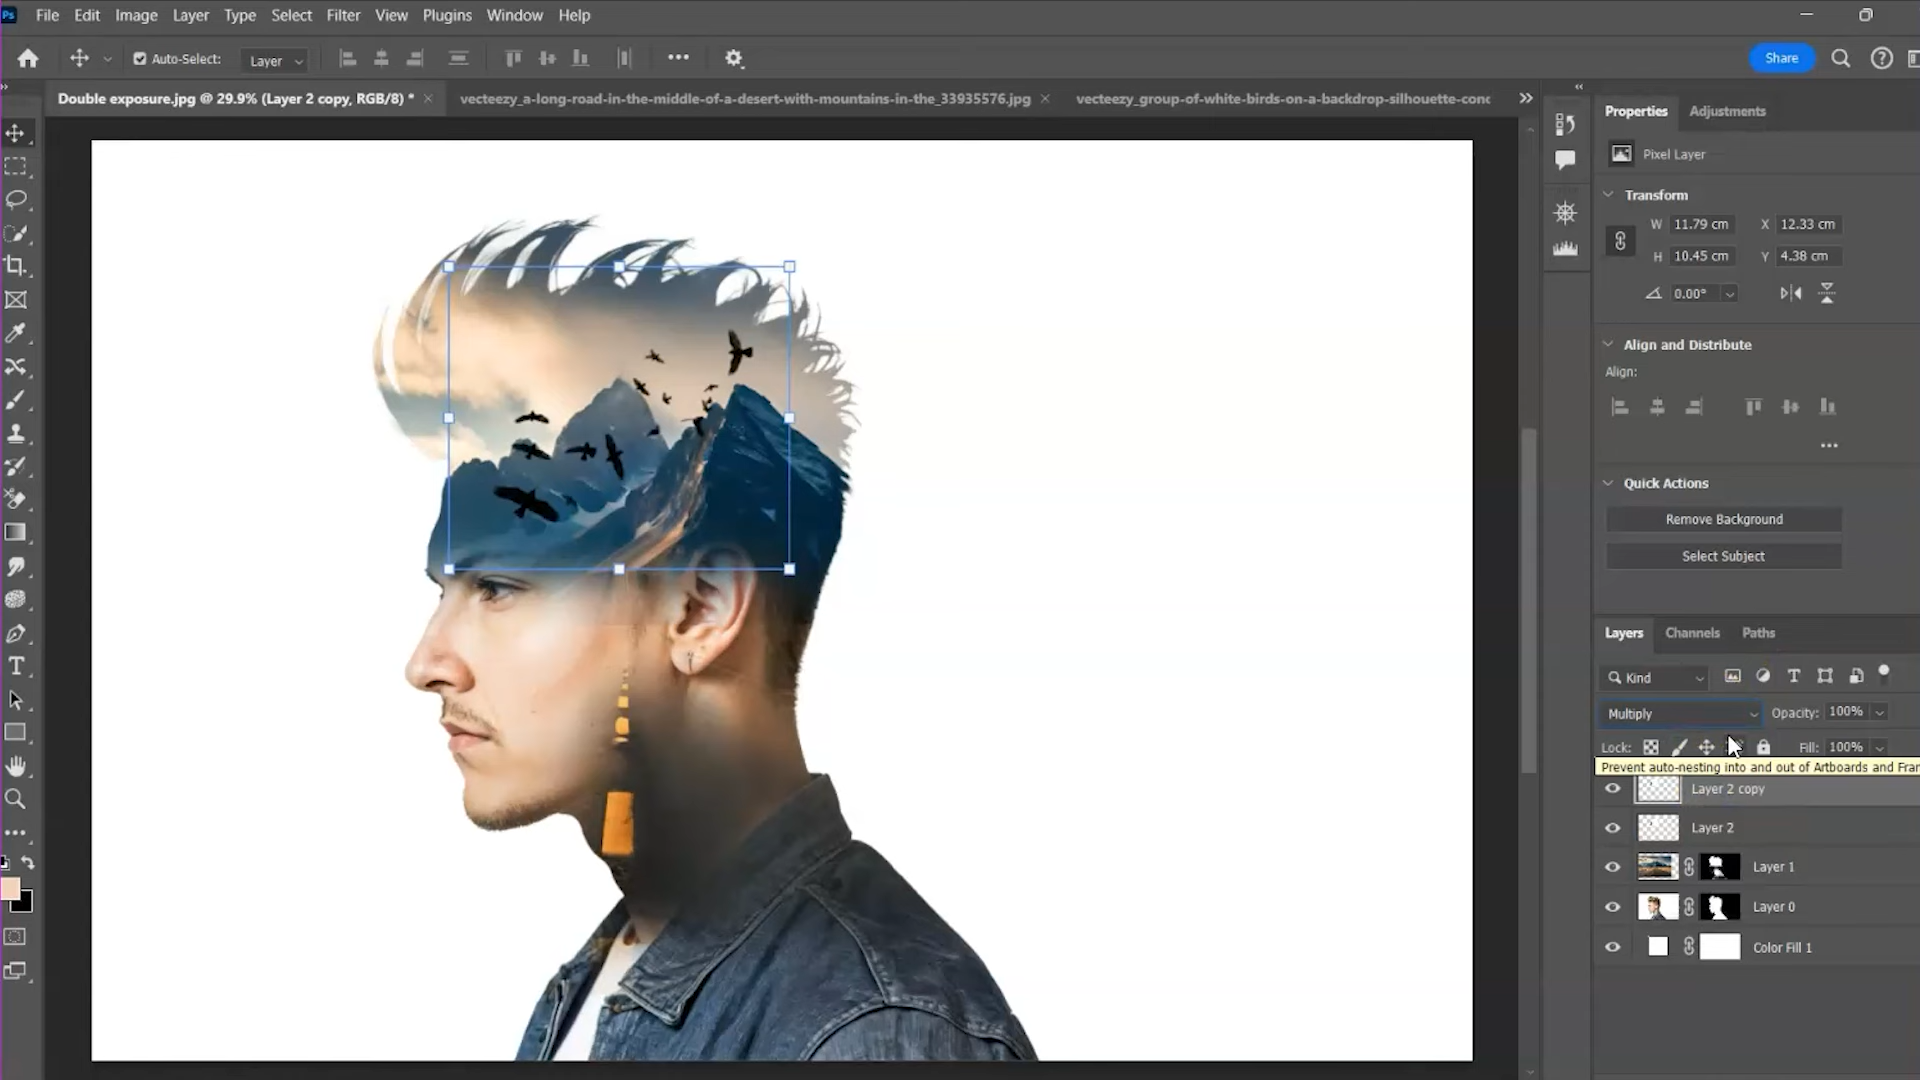 Ps File Edit Image Layer Type Select Filter View Plugins Window Help
Auto-Select: Layer Share
Double exposure.jpg @ 29.9% (Layer 2 copy, RGB/8) * vecteezy_a-long-road-in-the-middle-of-a-desert-with-mountains-in-the_33935576.jpg vecteezy_group-of-white-birds-on-a-backdrop-silhouette-conc
Properties Adjustments
Pixel Layer
Transform
W 11.79 cm X 12.33 cm
H 10.45 cm Y 4.38 cm
0.00°
Align and Distribute
Align:
Quick Actions
Remove Background
Select Subject
Layers Channels Paths
Kind
Multiply Opacity: 100%
Lock: Fill: 100%
Prevent auto-nesting into and out of Artboards and Fran
Layer 2 copy
Layer 2
Layer 1
Layer 0
Color Fill 1